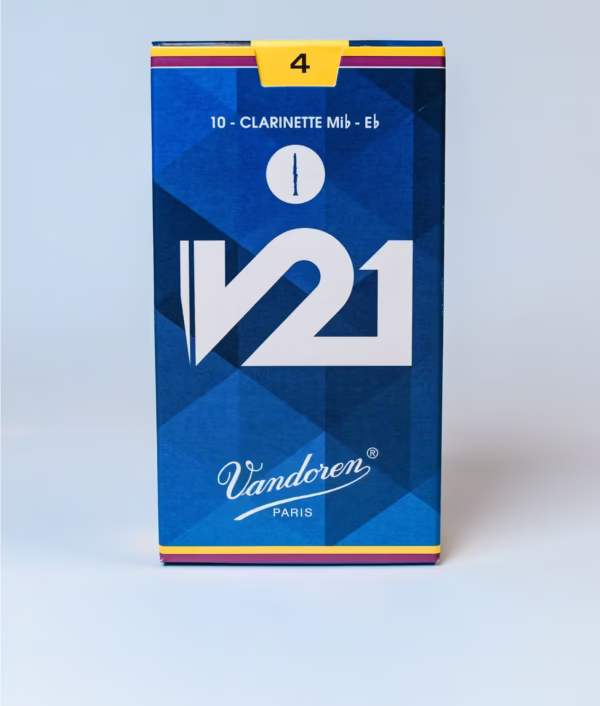 4
10 - CLARINETTE Mi♭ - E♭
V21
Vandoren®
PARIS